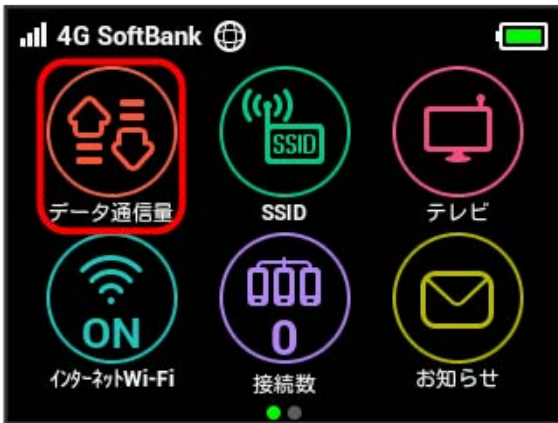 4G SoftBank
SSID
データ通信量
SSID
テレビ
ON
0
インターネットWi-Fi
接続数
お知らせ